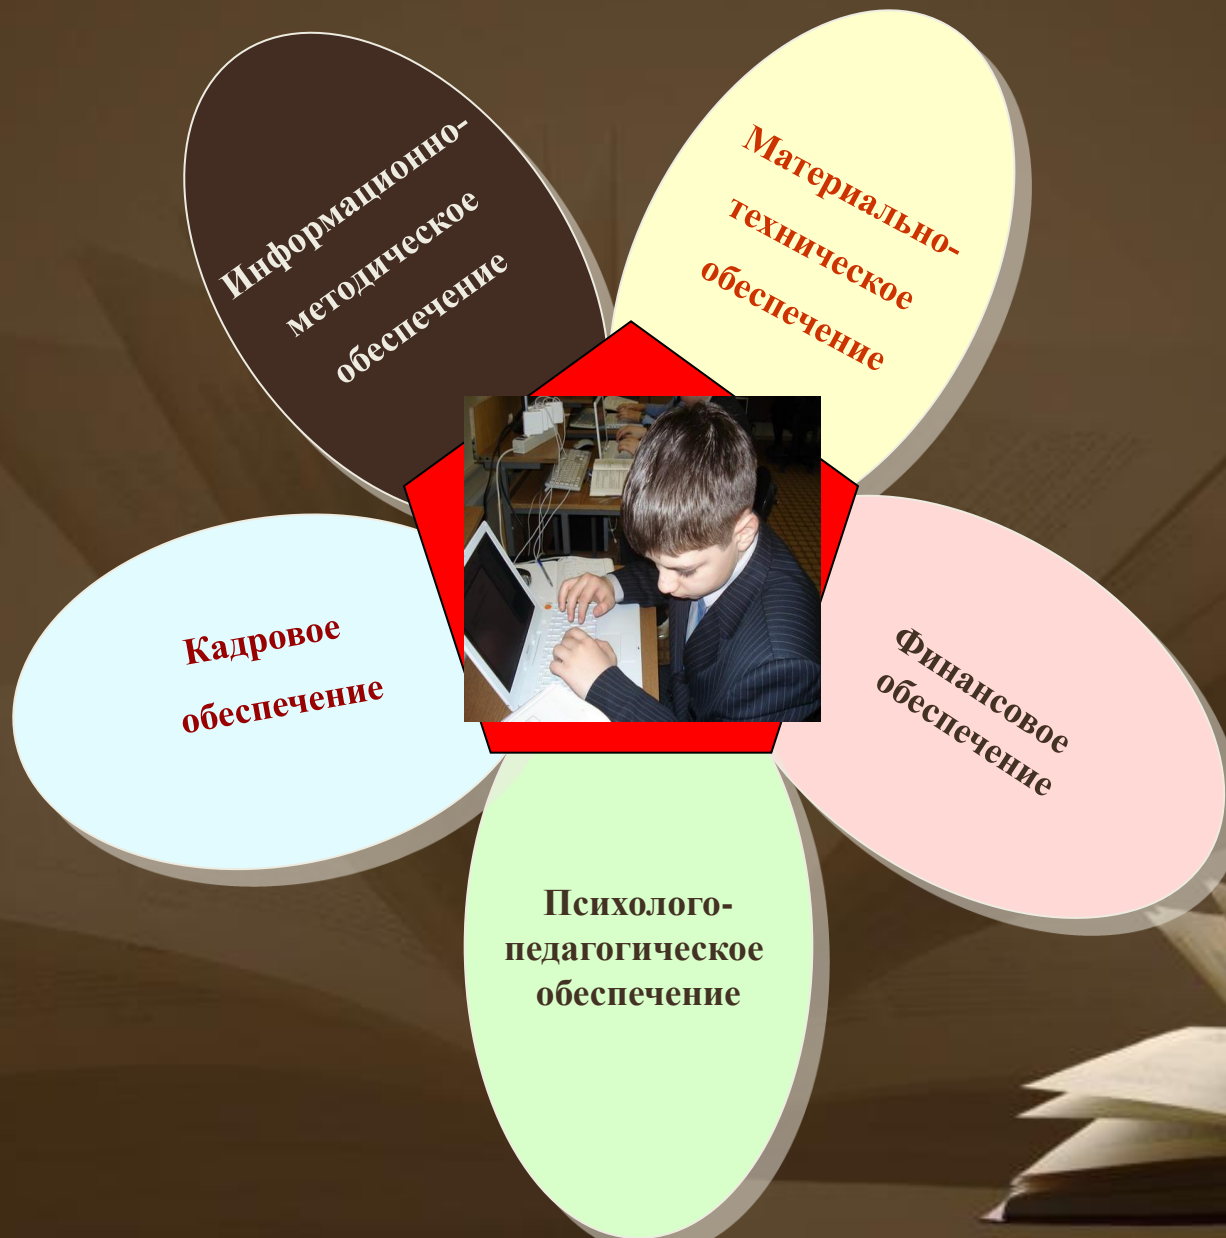 Информационно-
методическое
обеспечение
Материально-
техническое
обеспечение
Кадровое
обеспечение
Финансовое
обеспечение
Психолого-
педагогическое
обеспечение